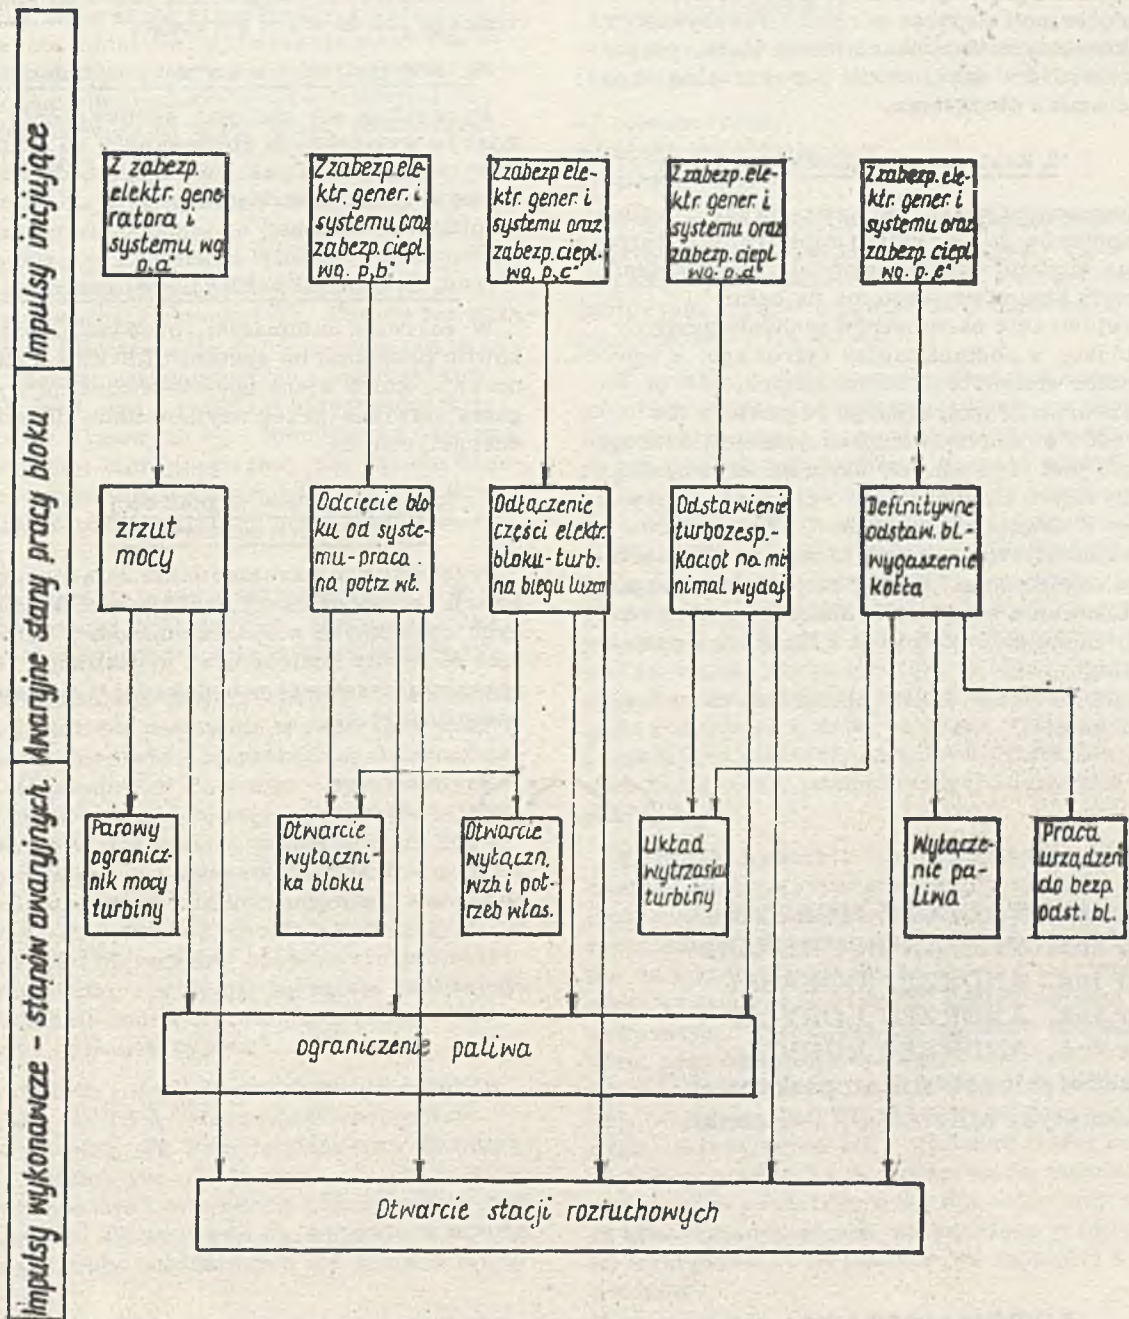 Impulsy inicjujące
Z zabezp.
elektr. gene-
ratora i
systemu wg
p„a"
Z zabezp ele-
ktr. gener. i
systemu oraz
zabezp. ciepl.
wg. p„b"
Z zabezp ele-
ktr. gener. i
systemu oraz
zabezp. ciepl.
wg. p„c"
Z zabezp. ele-
ktr. gener. i
systemu oraz
zabezp. ciepl
wg. p„d"
Z zabezp. ele-
ktr. gener. i
systemu oraz
zabezp. ciepl
wg. p„e"
Awaryjne stany pracy bloku
zrzut
mocy
Odcięcie blo-
ku od syste-
mu-praca
na potrz wł.
Odłączenie
części elektr.
bloku-turb.
na biegu luzom
Odstawienie
turbozesp.-
Kocioł na mi
nimal. wydaj
Definitywne
odstaw. bl-
wygaszenie
kotła
Impulsy wykonawcze - stanów awaryjnych
Parowy
ogranicz-
nik mocy
turbiny
Otwarcie
wyłączni-
ka bloku
Otwarcie
wyłączn.
wzb i pot-
rzeb włas.
Układ
wytrzasku
turbiny
Wyłącze-
nie pa-
liwa
Praca
urządzeń
do bezp.
odst. bl.
ograniczenie paliwa
Otwarcie stacji rozruchowych